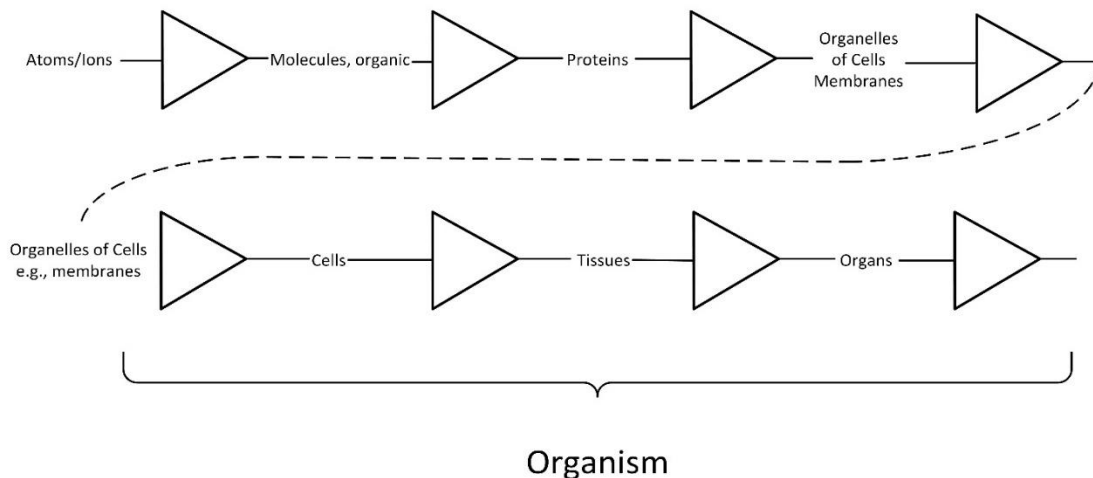 Atoms/Ions
Molecules, organic
Proteins
Organelles
of Cells
Membranes
Organelles of Cells
e.g., membranes
Cells
Tissues
Organs
Organism